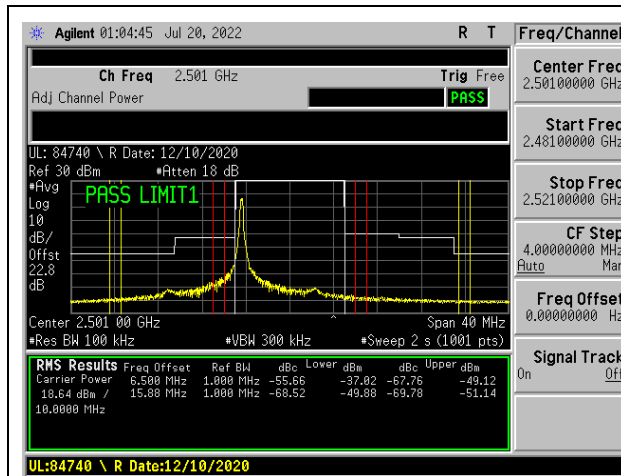 Agilent 01:04:45 Jul 20, 2022 R T
Freq/Channel
Ch Freq 2.501 GHz Trig Free
Adj Channel Power PASS
Center Freq
2.50100000 GHz
Start Freq
2.48100000 GHz
Stop Freq
2.52100000 GHz
CF Step
4.00000000 MHz
Auto Man
Freq Offset
0.00000000 Hz
Signal Track
On Off
UL: 84740 \ R Date: 12/10/2020
Ref 30 dBm #Atten 18 dB
#Avg
Log
10
dB/
Offst
22.8
dB
PASS LIMIT1
Center 2.501 00 GHz Span 40 MHz
#Res BW 100 kHz #VBW 300 kHz #Sweep 2 s (1001 pts)
RMS Results Freq Offset Ref BW dBc Lower dBm dBc Upper dBm
Carrier Power 6.500 MHz 1.000 MHz -55.66 -37.02 -67.76 -49.12
18.64 dBm / 15.88 MHz 1.000 MHz -68.52 -49.88 -69.78 -51.14
10.0000 MHz
UL:84740 \ R Date:12/10/2020